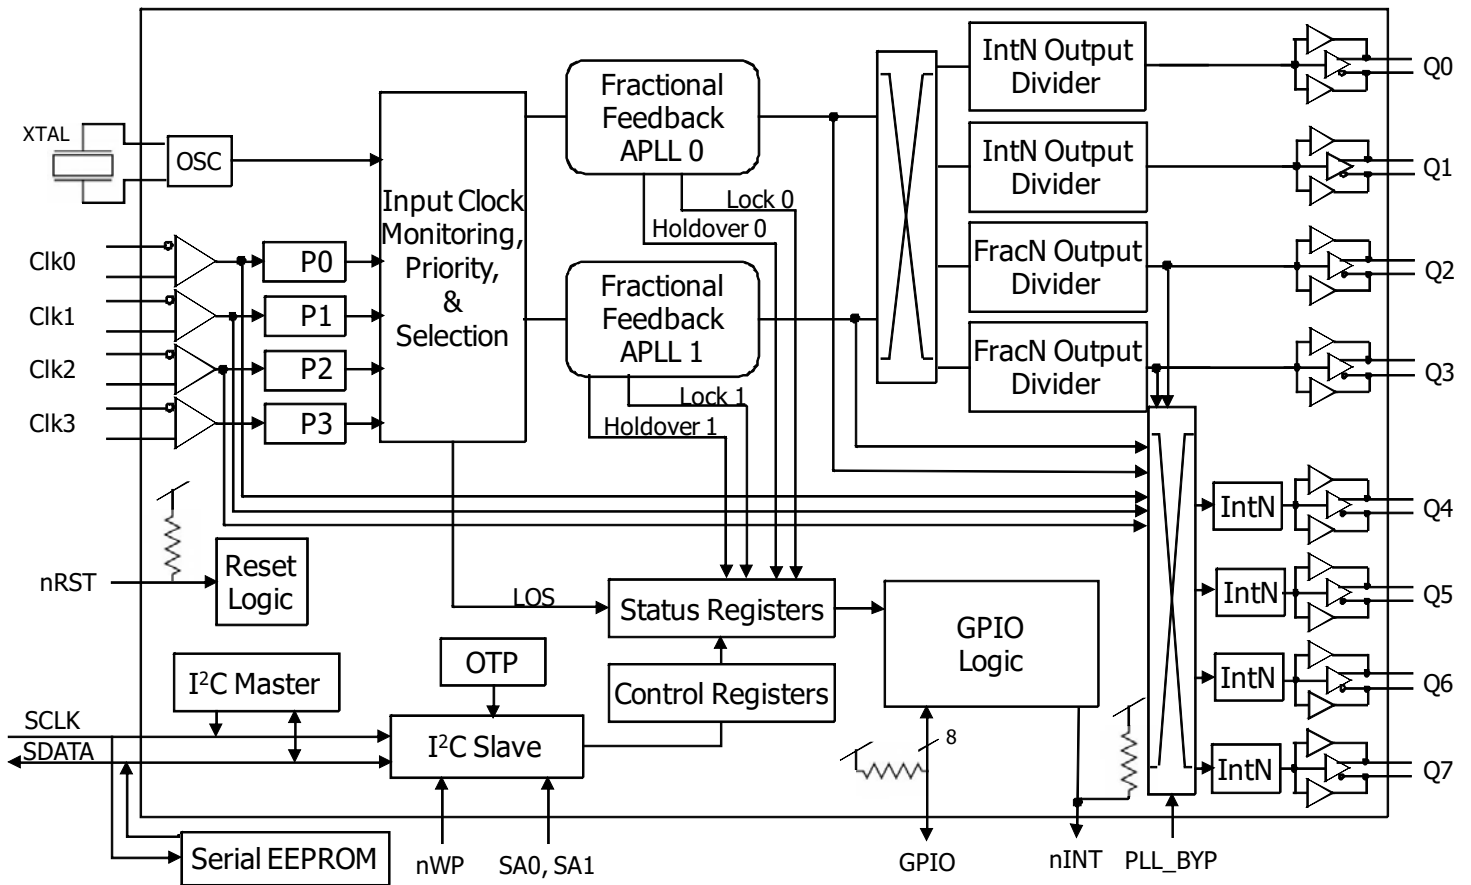 XTAL
OSC
Clk0
Clk1
Clk2
Clk3
P0
P1
P2
P3
Input Clock
Monitoring,
Priority,
&
Selection
Fractional
Feedback
APLL 0
Lock 0
Holdover 0
Fractional
Feedback
APLL 1
Lock 1
Holdover 1
IntN Output
Divider
IntN Output
Divider
FracN Output
Divider
FracN Output
Divider
Q0
Q1
Q2
Q3
IntN
Q4
IntN
Q5
IntN
Q6
IntN
Q7
nRST
Reset
Logic
LOS
Status Registers
GPIO
Logic
OTP
Control Registers
I²C Master
SCLK
SDATA
I²C Slave
8
Serial EEPROM
nWP
SA0, SA1
GPIO
nINT
PLL_BYP